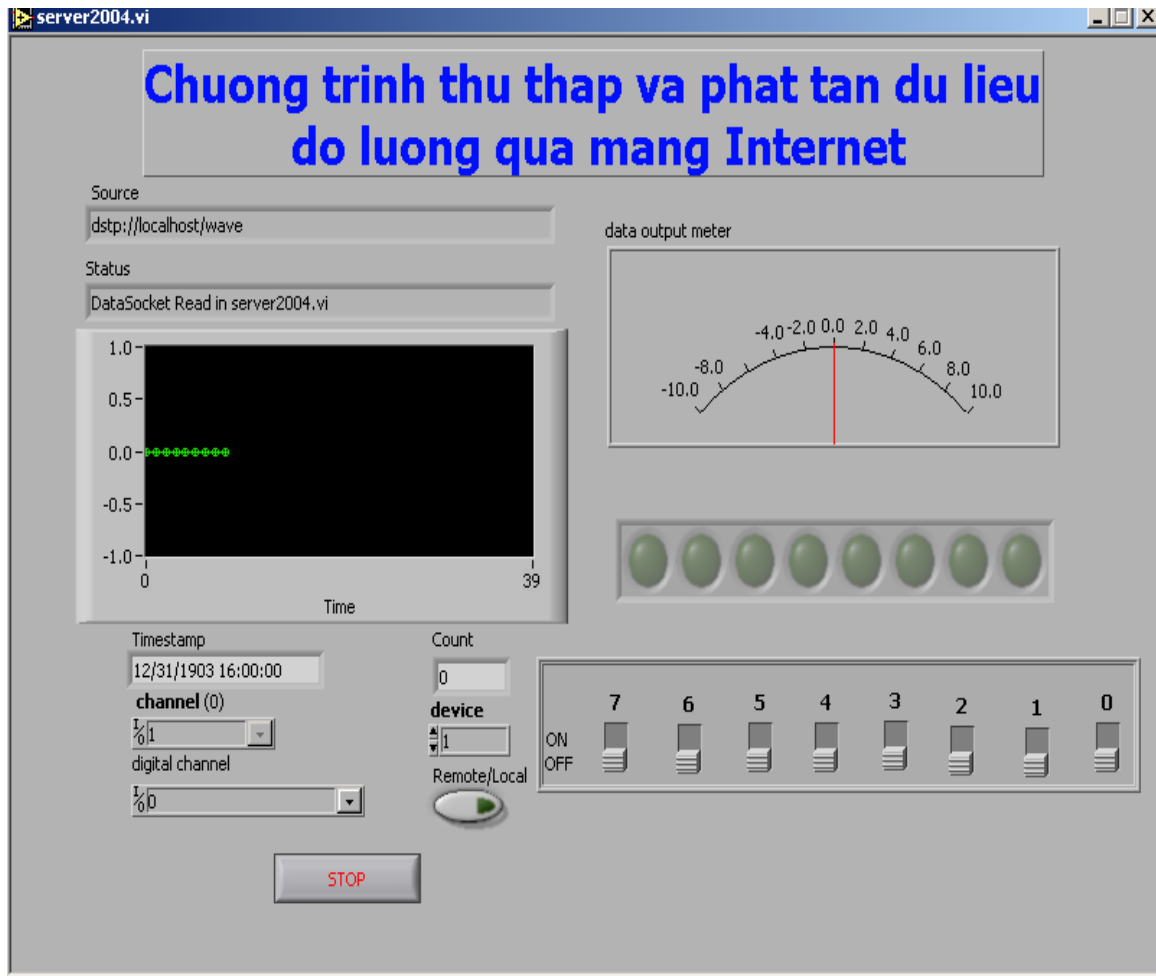 server2004.vi
Chuong trinh thu thap va phat tan du lieu
do luong qua mang Internet
Source
dstp://localhost/wave
Status
DataSocket Read in server2004.vi
data output meter
-10.0 -8.0 -4.0 -2.0 0.0 2.0 4.0 6.0 8.0 10.0
1.0
0.5
0.0
-0.5
-1.0
0 39
Time
Timestamp
12/31/1903 16:00:00
channel (0)
1
digital channel
0
Count
0
device
1
Remote/Local
7 6 5 4 3 2 1 0
ON
OFF
STOP